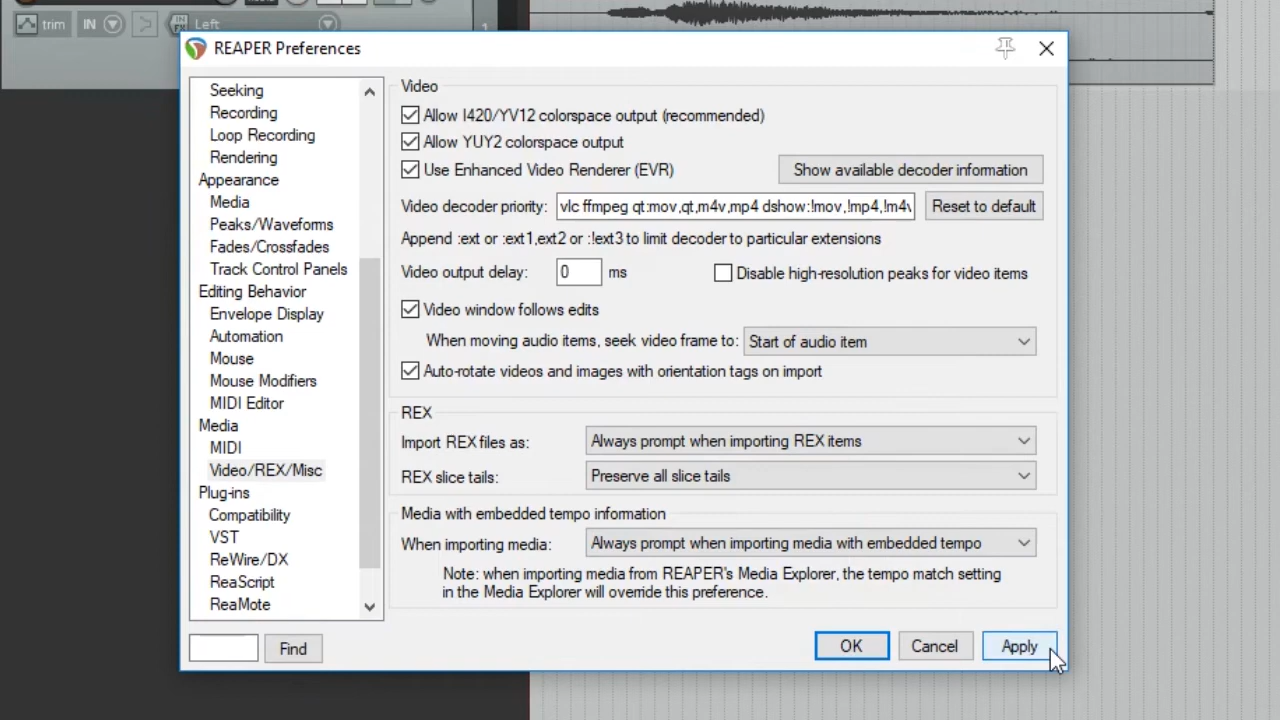 trim IN IN FX Left 1
REAPER Preferences
Seeking
Recording
Loop Recording
Rendering
Appearance
Media
Peaks/Waveforms
Fades/Crossfades
Track Control Panels
Editing Behavior
Envelope Display
Automation
Mouse
Mouse Modifiers
MIDI Editor
Media
MIDI
Video/REX/Misc
Plug-ins
Compatibility
VST
ReWire/DX
ReaScript
ReaMote
Find
Video
Allow I420/YV12 colorspace output (recommended)
Allow YUY2 colorspace output
Use Enhanced Video Renderer (EVR) Show available decoder information
Video decoder priority: vlc ffmpeg qt:mov,qt,m4v,mp4 dshow:!mov,!mp4,!m4v Reset to default
Append :ext or :ext1,ext2 or :!ext3 to limit decoder to particular extensions
Video output delay: 0 ms Disable high-resolution peaks for video items
Video window follows edits
When moving audio items, seek video frame to: Start of audio item
Auto-rotate videos and images with orientation tags on import
REX
Import REX files as: Always prompt when importing REX items
REX slice tails: Preserve all slice tails
Media with embedded tempo information
When importing media: Always prompt when importing media with embedded tempo
Note: when importing media from REAPER's Media Explorer, the tempo match setting
in the Media Explorer will override this preference.
OK Cancel Apply